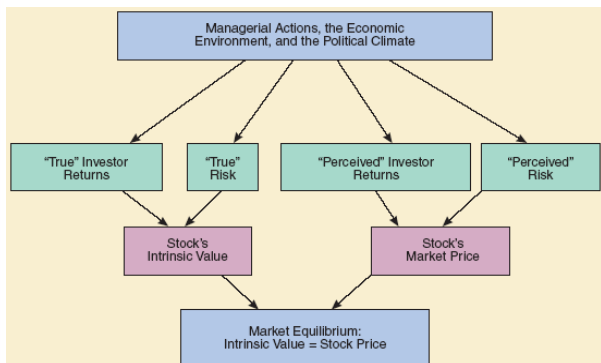 Managerial Actions, the Economic
Environment, and the Political Climate
"True" Investor
Returns
"True"
Risk
"Perceived" Investor
Returns
"Perceived"
Risk
Stock's
Intrinsic Value
Stock's
Market Price
Market Equilibrium:
Intrinsic Value = Stock Price